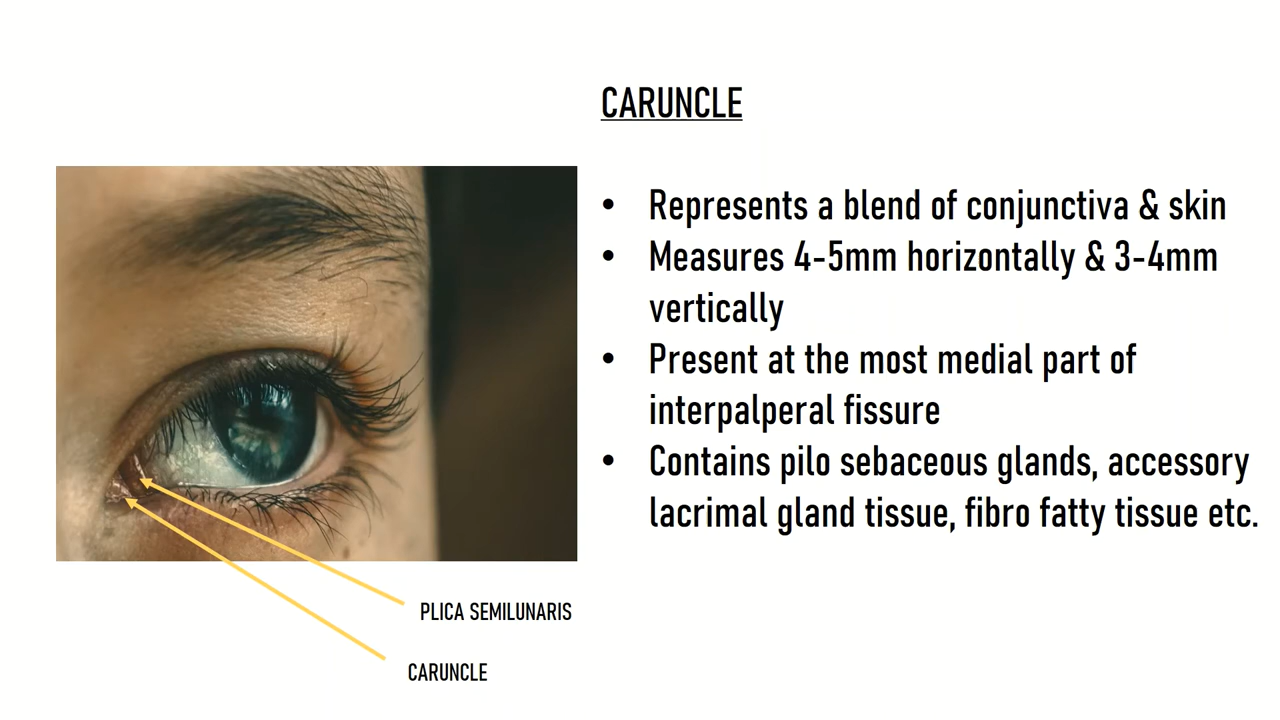 CARUNCLE
• Represents a blend of conjunctiva & skin
• Measures 4-5mm horizontally & 3-4mm
vertically
• Present at the most medial part of
interpalperal fissure
• Contains pilo sebaceous glands, accessory
lacrimal gland tissue, fibro fatty tissue etc.
PLICA SEMILUNARIS
CARUNCLE